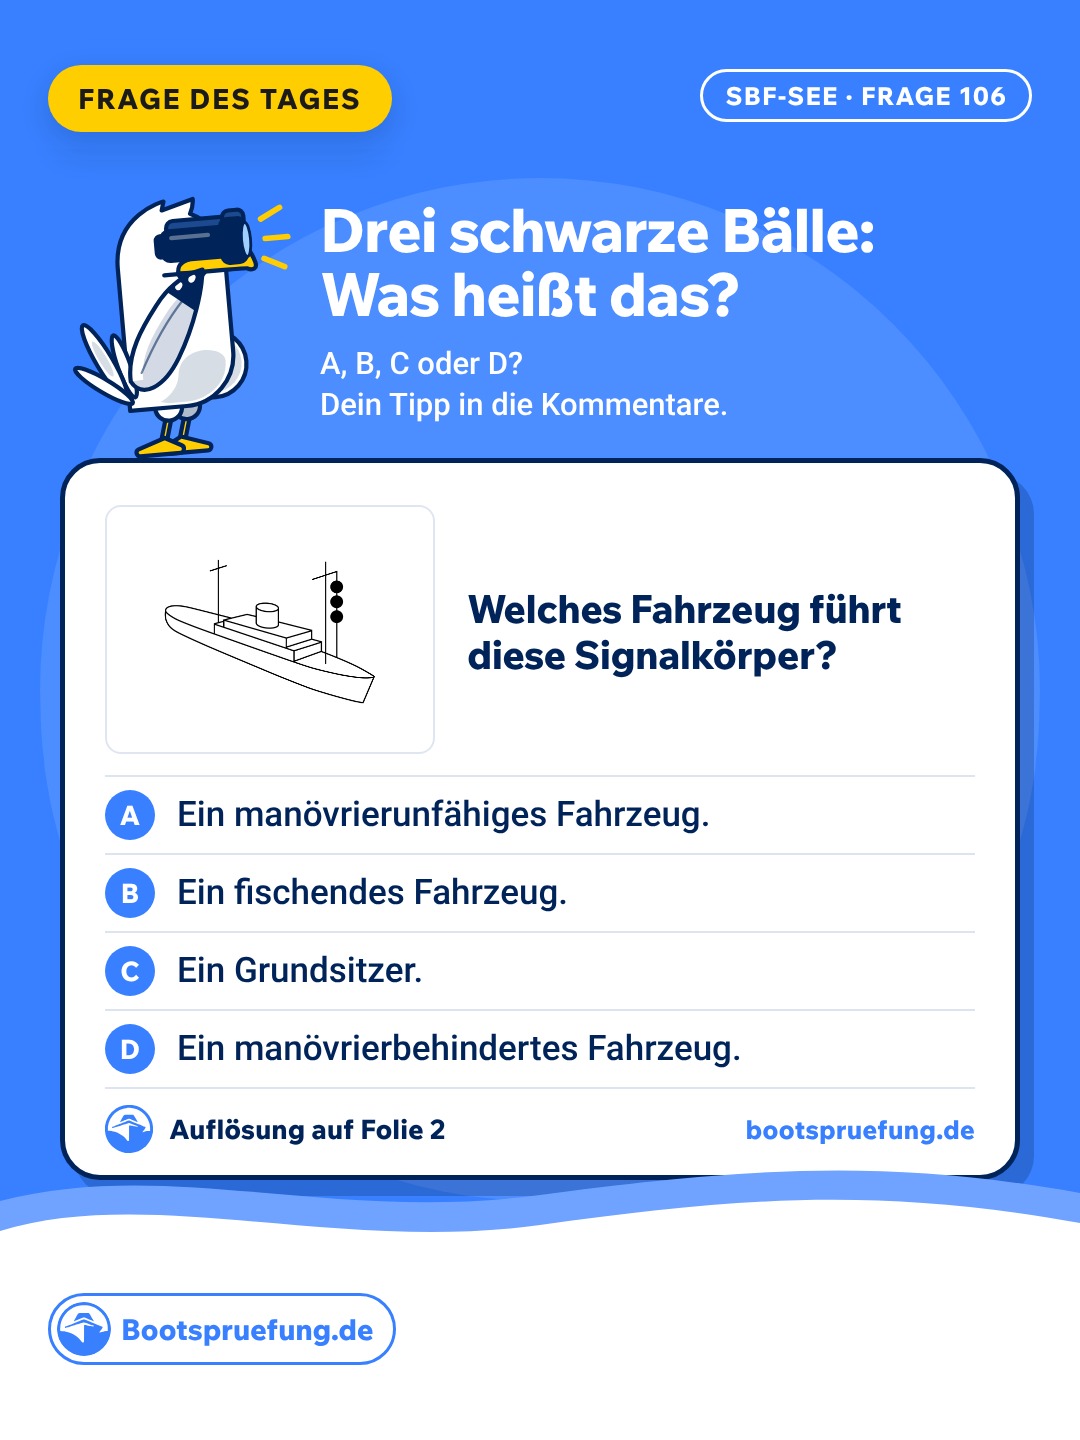 FRAGE DES TAGES
SBF-SEE · FRAGE 106
Drei schwarze Bälle:
Was heißt das?
A, B, C oder D?
Dein Tipp in die Kommentare.
Welches Fahrzeug führt
diese Signalkörper?
A Ein manövrierunfähiges Fahrzeug.
B Ein fischendes Fahrzeug.
C Ein Grundsitzer.
D Ein manövrierbehindertes Fahrzeug.
Auflösung auf Folie 2
bootspruefung.de
Bootspruefung.de